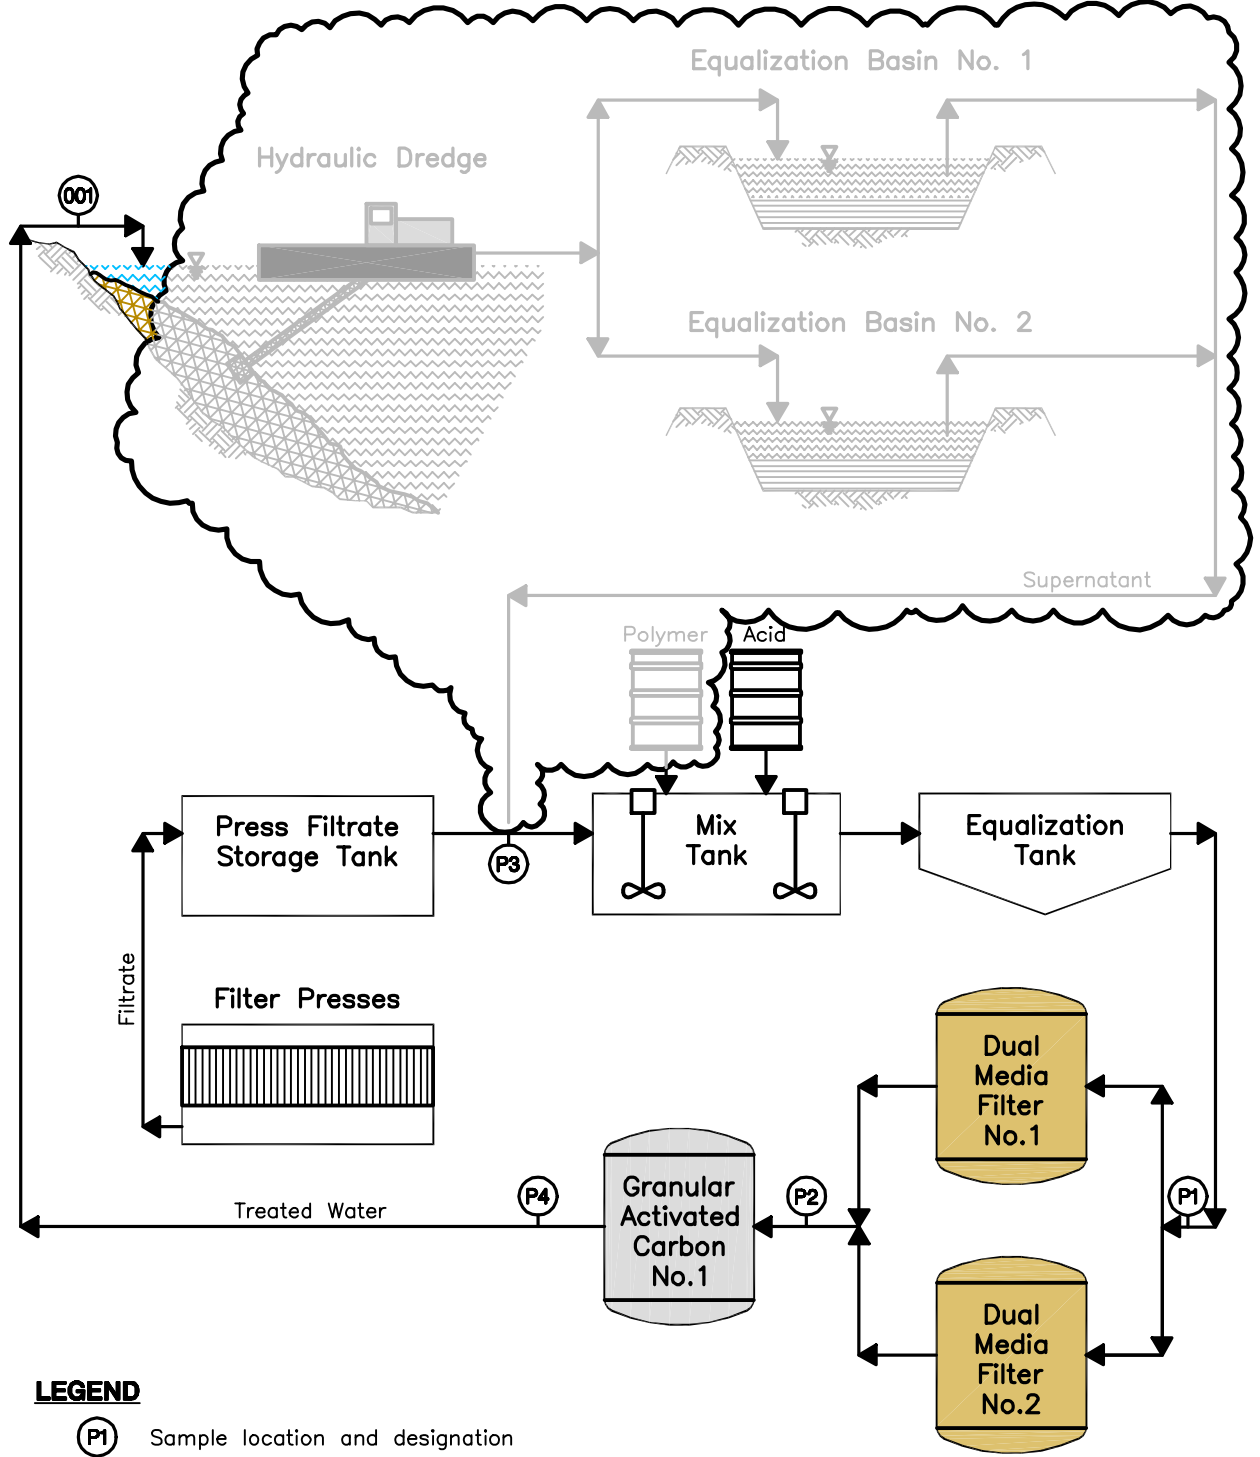 Equalization Basin No. 1
Hydraulic Dredge
001
Equalization Basin No. 2
Supernatant
Polymer
Acid
Press Filtrate
Storage Tank
P3
Mix
Tank
Equalization
Tank
Filtrate
Filter Presses
Dual
Media
Filter
No.1
Granular
Activated
Carbon
No.1
P4
P2
P1
Treated Water
Dual
Media
Filter
No.2
LEGEND
P1 Sample location and designation